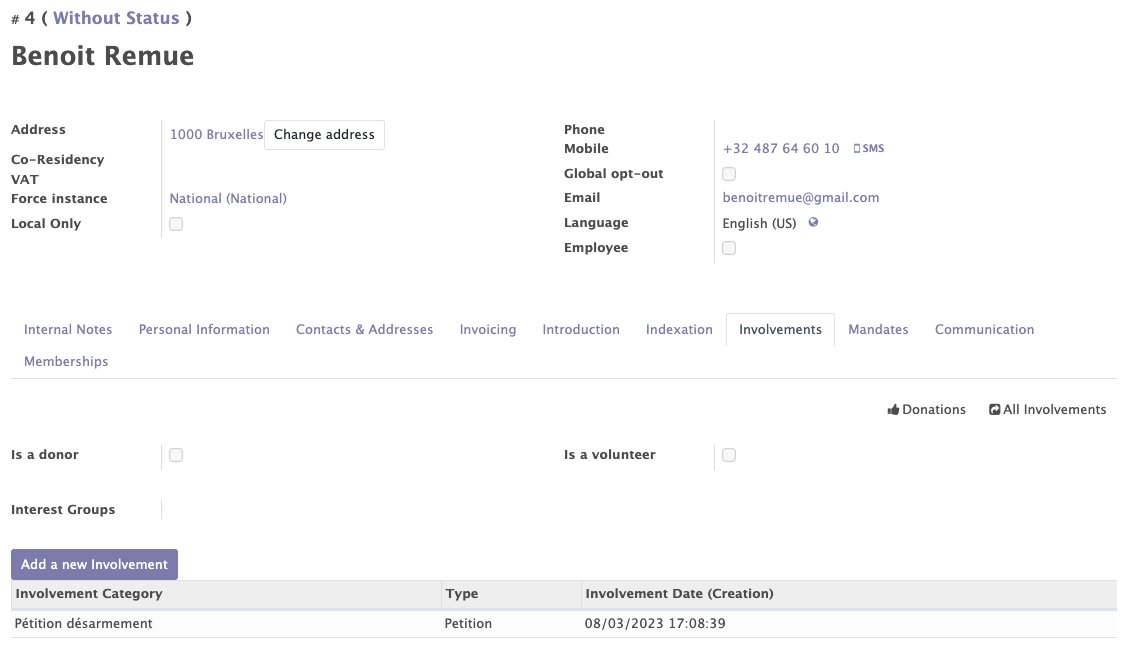 # 4 ( Without Status )
Benoit Remue
Address 1000 Bruxelles Change address
Co-Residency
VAT
Force instance National (National)
Local Only
Phone
Mobile +32 487 64 60 10 SMS
Global opt-out
Email benoitremue@gmail.com
Language English (US)
Employee
Internal Notes Personal Information Contacts & Addresses Invoicing Introduction Indexation Involvements Mandates Communication
Memberships
Donations All Involvements
Is a donor Is a volunteer
Interest Groups
Add a new Involvement
Involvement Category Type Involvement Date (Creation)
Pétition désarmement Petition 08/03/2023 17:08:39